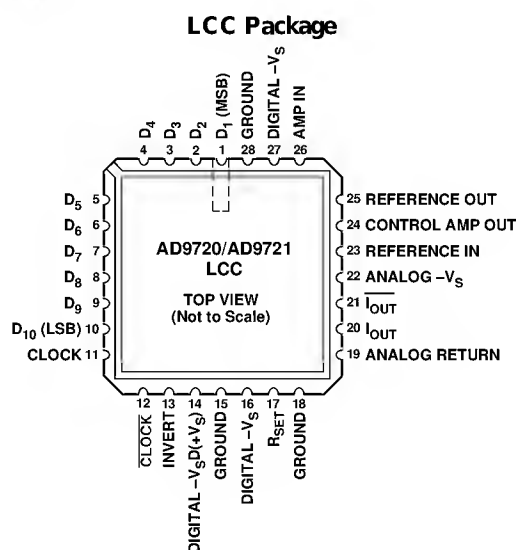 LCC Package
D4
D3
D2
D1 (MSB)
GROUND
DIGITAL –VS
AMP IN
4 3 2 1 28 27 26
D5 5
D6 6
D7 7
D8 8
D9 9
D10 (LSB) 10
CLOCK 11
AD9720/AD9721
LCC
TOP VIEW
(Not to Scale)
25 REFERENCE OUT
24 CONTROL AMP OUT
23 REFERENCE IN
22 ANALOG –VS
21 I̅O̅U̅T̅
20 IOUT
19 ANALOG RETURN
12 13 14 15 16 17 18
C̅L̅O̅C̅K̅
INVERT
DIGITAL –VSD(+VS)
GROUND
DIGITAL –VS
RSET
GROUND